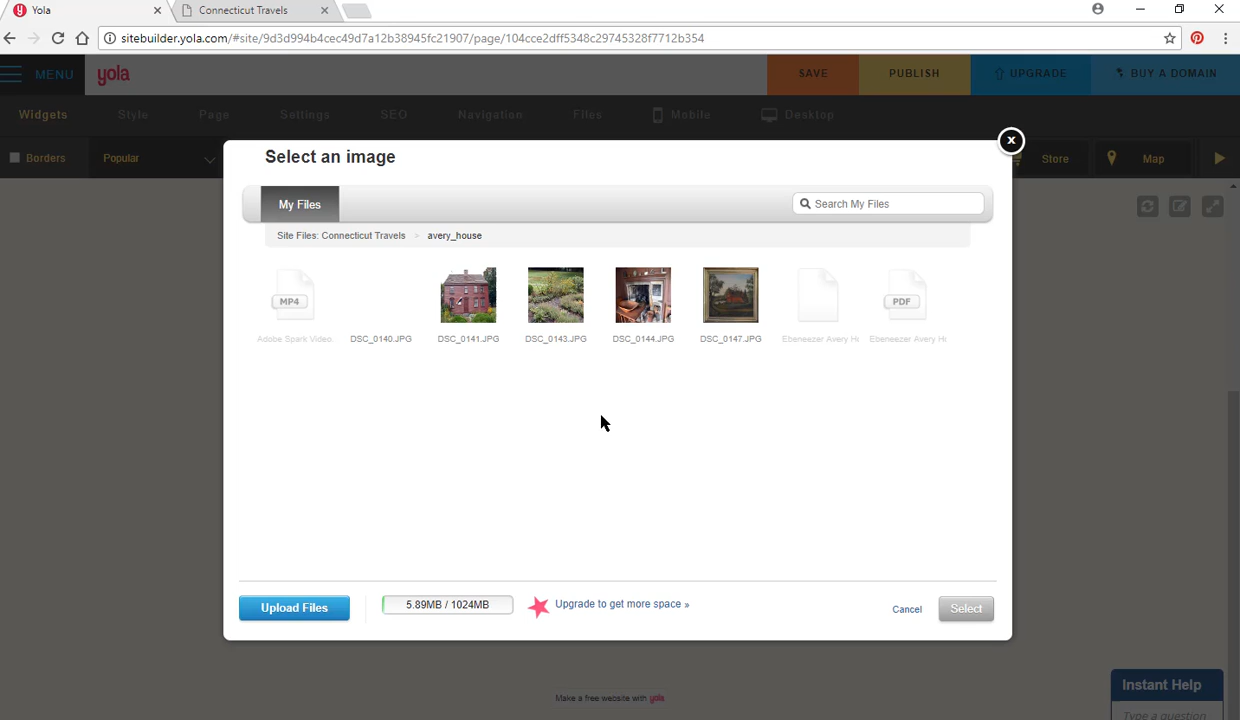 Yola
Connecticut Travels
sitebuilder.yola.com/#site/9d3d994b4cec49d7a12b38945fc21907/page/104cce2dff5348c29745328f7712b354
MENU
yola
SAVE
PUBLISH
UPGRADE
BUY A DOMAIN
Widgets
Style
Page
Settings
SEO
Navigation
Files
Mobile
Desktop
Borders
Popular
Store
Map
Select an image
x
My Files
Search My Files
Site Files: Connecticut Travels > avery_house
MP4
PDF
Adobe Spark Video.
DSC_0140.JPG
DSC_0141.JPG
DSC_0143.JPG
DSC_0144.JPG
DSC_0147.JPG
Ebeneezer Avery H
Ebeneezer Avery H
Upload Files
5.89MB / 1024MB
Upgrade to get more space »
Cancel
Select
Make a free website with yola
Instant Help
Type a question